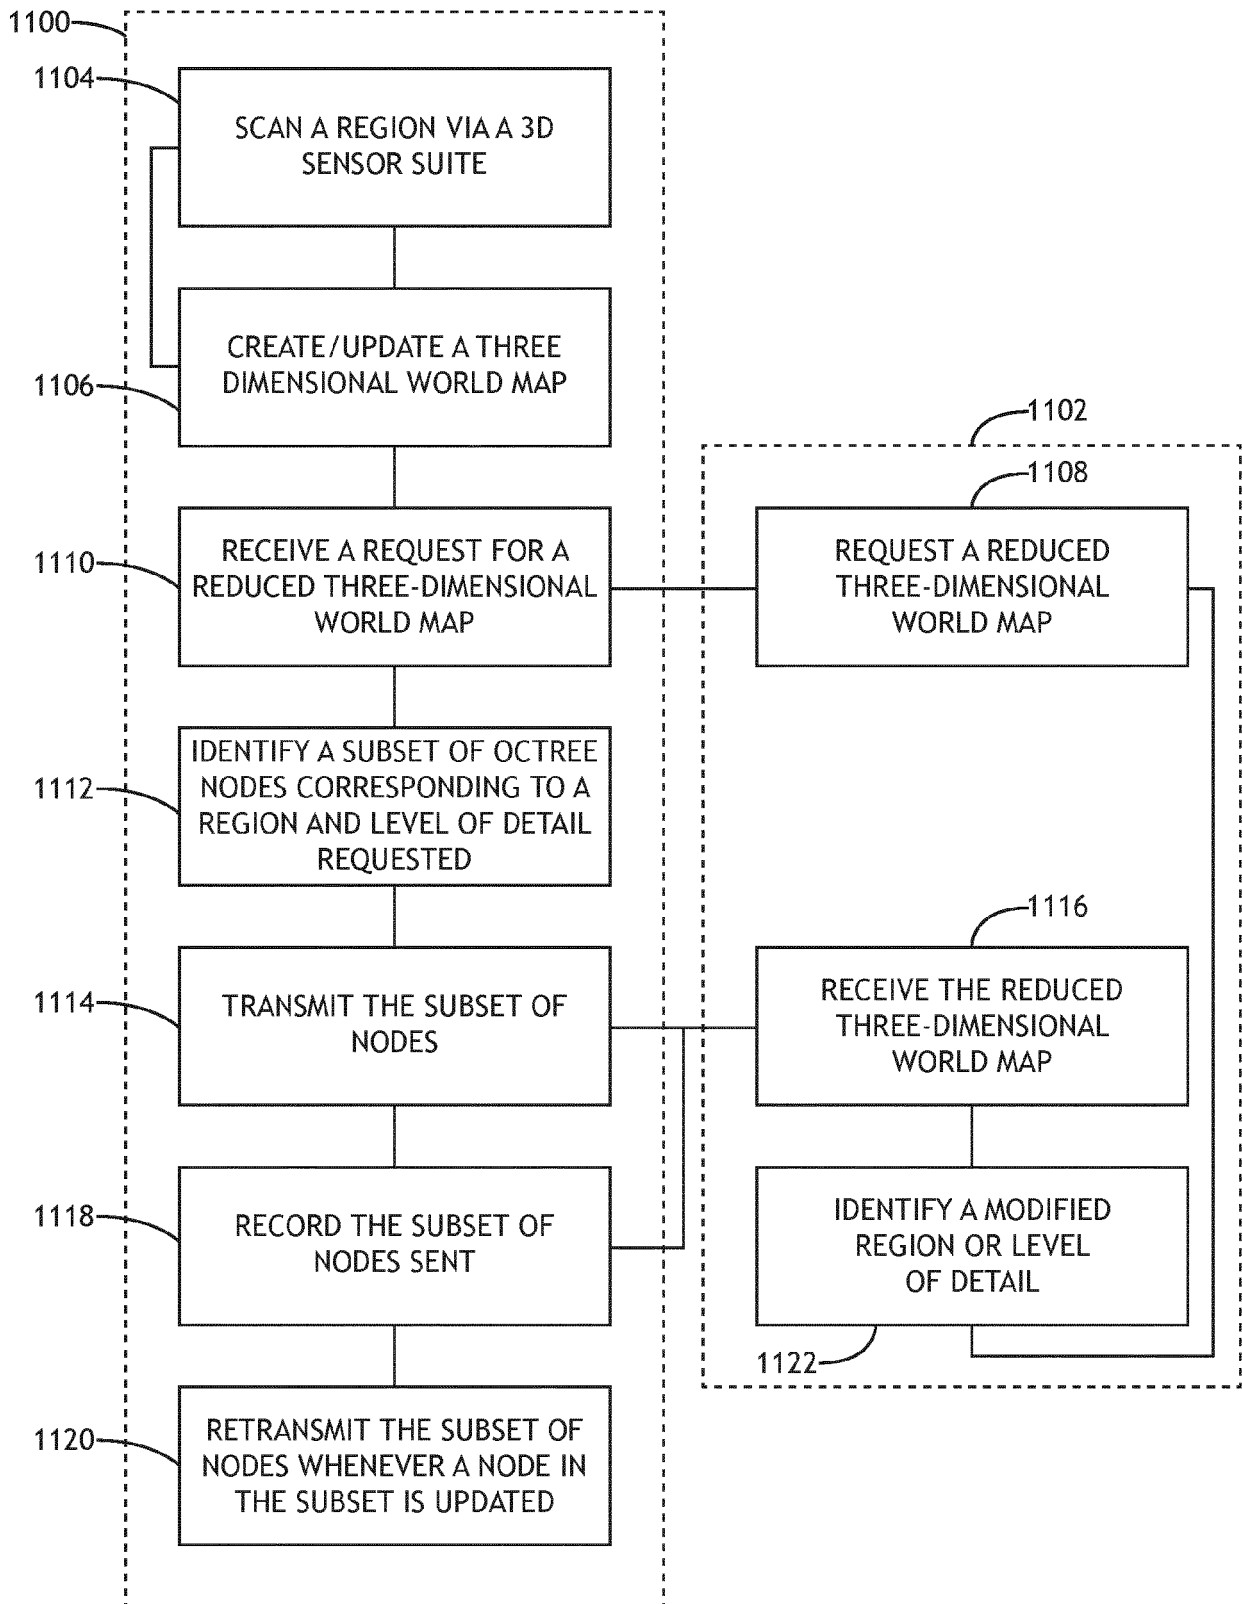 1100
1104
SCAN A REGION VIA A 3D
SENSOR SUITE
CREATE/UPDATE A THREE
DIMENSIONAL WORLD MAP
1106
1102
1108
1110
RECEIVE A REQUEST FOR A
REDUCED THREE-DIMENSIONAL
WORLD MAP
REQUEST A REDUCED
THREE-DIMENSIONAL
WORLD MAP
1112
IDENTIFY A SUBSET OF OCTREE
NODES CORRESPONDING TO A
REGION AND LEVEL OF DETAIL
REQUESTED
1116
1114
TRANSMIT THE SUBSET OF
NODES
RECEIVE THE REDUCED
THREE-DIMENSIONAL
WORLD MAP
1118
RECORD THE SUBSET OF
NODES SENT
IDENTIFY A MODIFIED
REGION OR LEVEL
OF DETAIL
1122
1120
RETRANSMIT THE SUBSET OF
NODES WHENEVER A NODE IN
THE SUBSET IS UPDATED